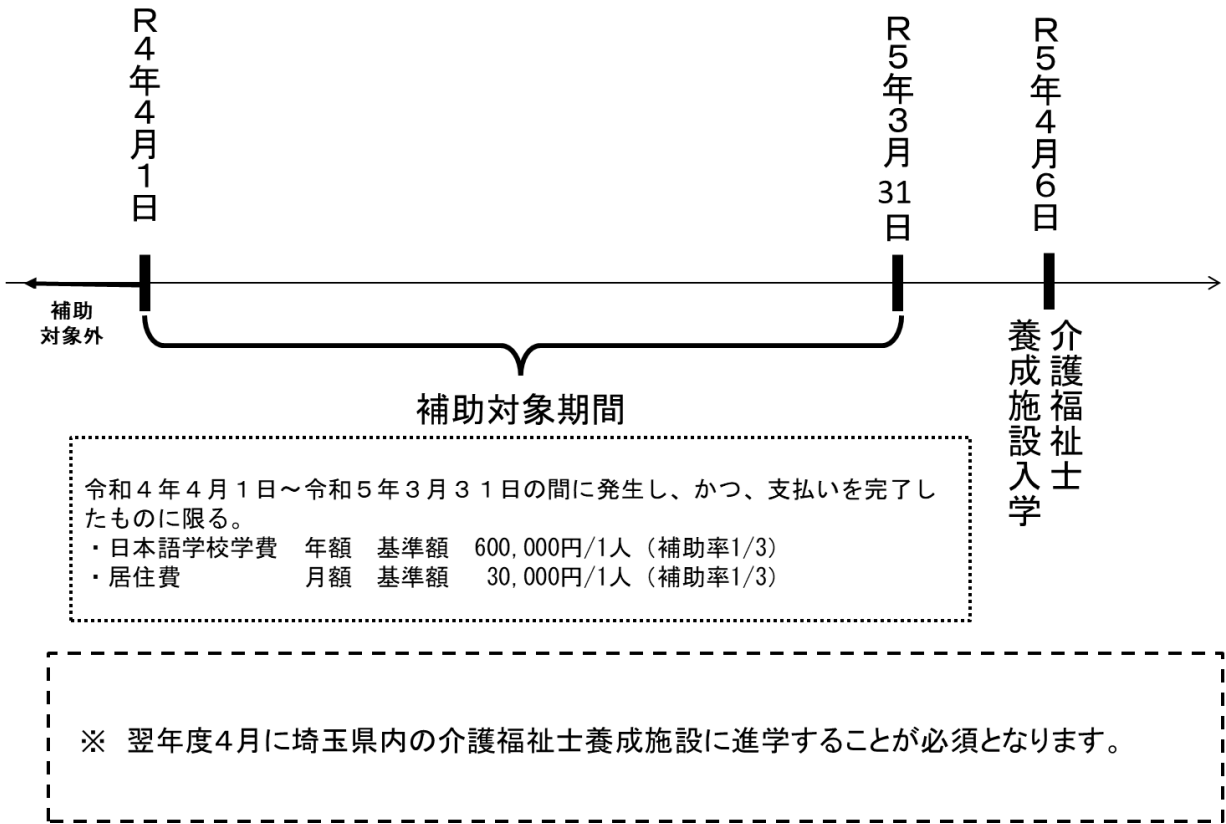 R4年4月1日
R5年3月31日
R5年4月6日
補助
対象外
介護福祉士
養成施設入学
補助対象期間
令和４年４月１日～令和５年３月３１日の間に発生し、かつ、支払いを完了し
たものに限る。
・日本語学校学費　年額　基準額　600,000円/1人（補助率1/3）
・居住費　　　　　月額　基準額　 30,000円/1人（補助率1/3）
※　翌年度4月に埼玉県内の介護福祉士養成施設に進学することが必須となります。